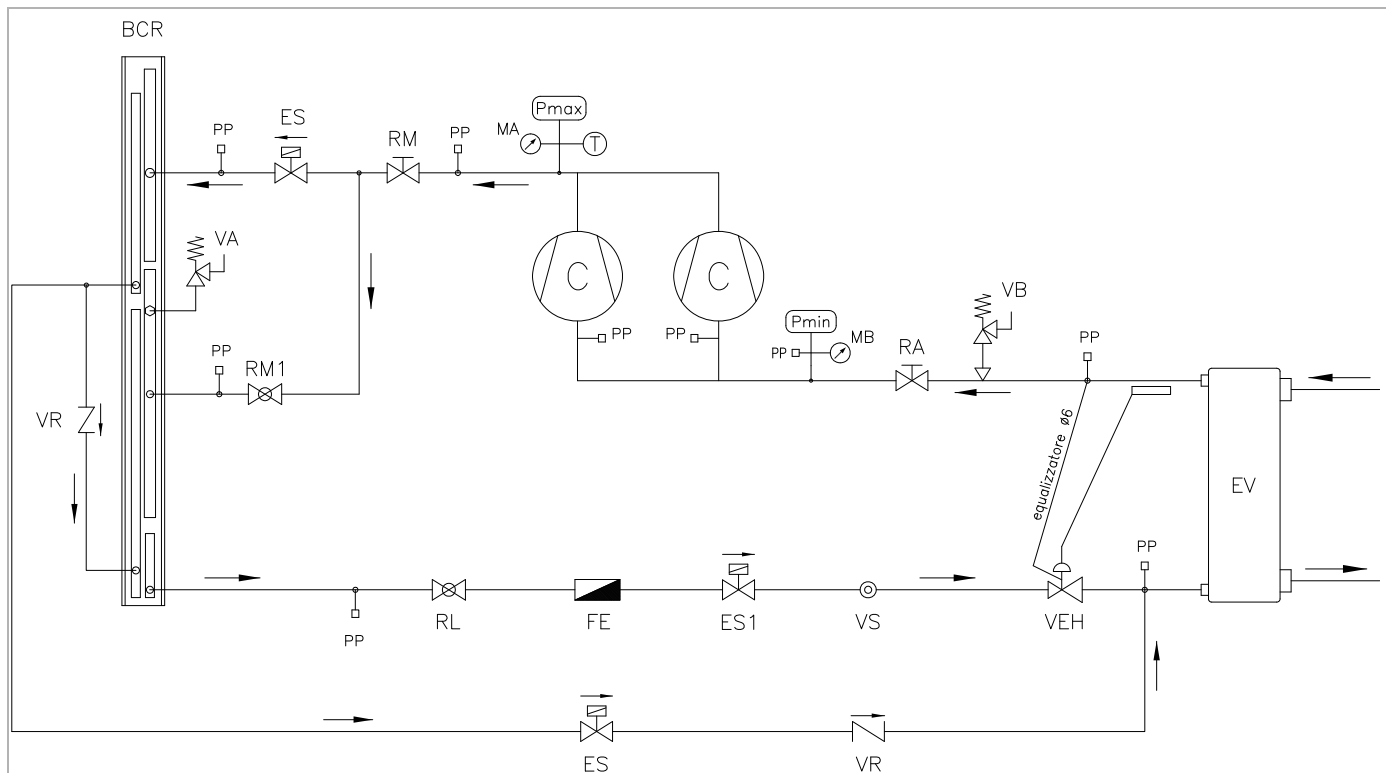 BCR
Pmax
ES
MA
T
PP
RM
PP
VA
C
C
VB
Pmin
PP
PP
PP
MB
RA
PP
PP
RM1
VR
equalizzatore ø6
EV
PP
PP
RL
FE
ES1
VS
VEH
ES
VR